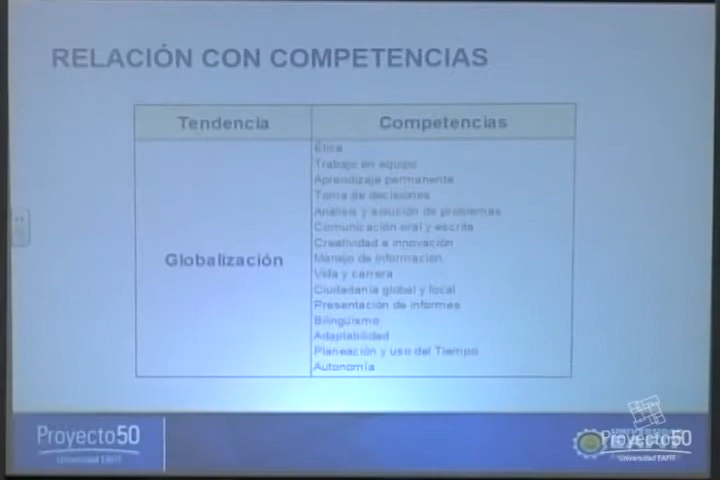 RELACIÓN CON COMPETENCIAS
Tendencia
Competencias
Globalización
Ética
Trabajo en equipo
Aprendizaje permanente
Toma de decisiones
Análisis y solución de problemas
Comunicación oral y escrita
Creatividad e innovación
Manejo de información
Vida y carrera
Ciudadanía global y local
Presentación de informes
Bilingüismo
Adaptabilidad
Planeación y uso del Tiempo
Autonomía
Proyecto50
Universidad EAFIT
Proyecto50
Universidad EAFIT